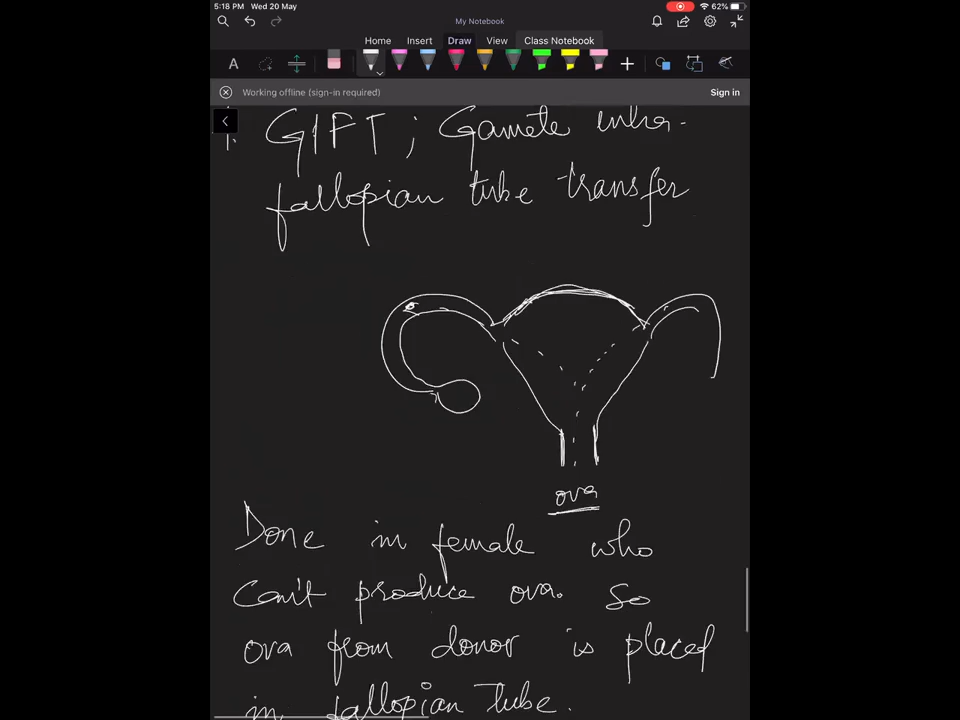 5:18 PM Wed 20 May
62%
My Notebook
Home Insert Draw View Class Notebook
A
Working offline (sign-in required)
Sign in
1. GIFT ; Gamete intra-
fallopian tube transfer
ova
Done in female who
Can't produce ova. So
ova from donor is placed
in fallopian tube.